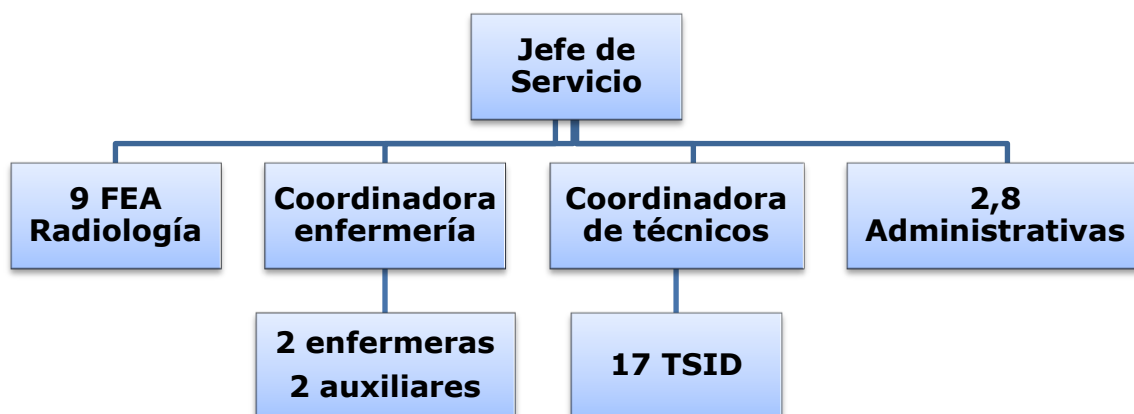 Jefe de
Servicio
9 FEA
Radiología
Coordinadora
enfermería
Coordinadora
de técnicos
2,8
Administrativas
2 enfermeras
2 auxiliares
17 TSID